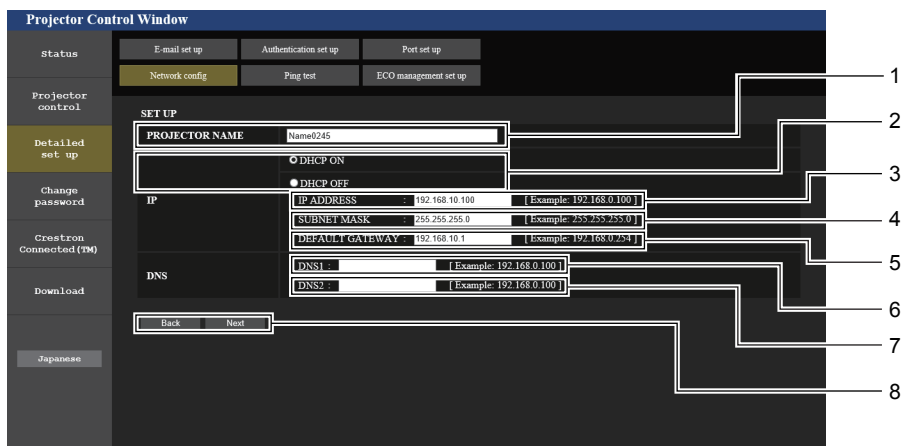 Projector Control Window
Status
E-mail set up
Authentication set up
Port set up
Network config
Ping test
ECO management set up
Projector
control
Detailed
set up
Change
password
Crestron
Connected(TM)
Download
Japanese
SET UP
PROJECTOR NAME Name0245
DHCP ON
DHCP OFF
IP
IP ADDRESS : 192.168.10.100 [ Example: 192.168.0.100 ]
SUBNET MASK : 255.255.255.0 [ Example: 255.255.255.0 ]
DEFAULT GATEWAY : 192.168.10.1 [ Example: 192.168.0.254 ]
DNS
DNS1 : [ Example: 192.168.0.100 ]
DNS2 : [ Example: 192.168.0.100 ]
Back Next
1
2
3
4
5
6
7
8